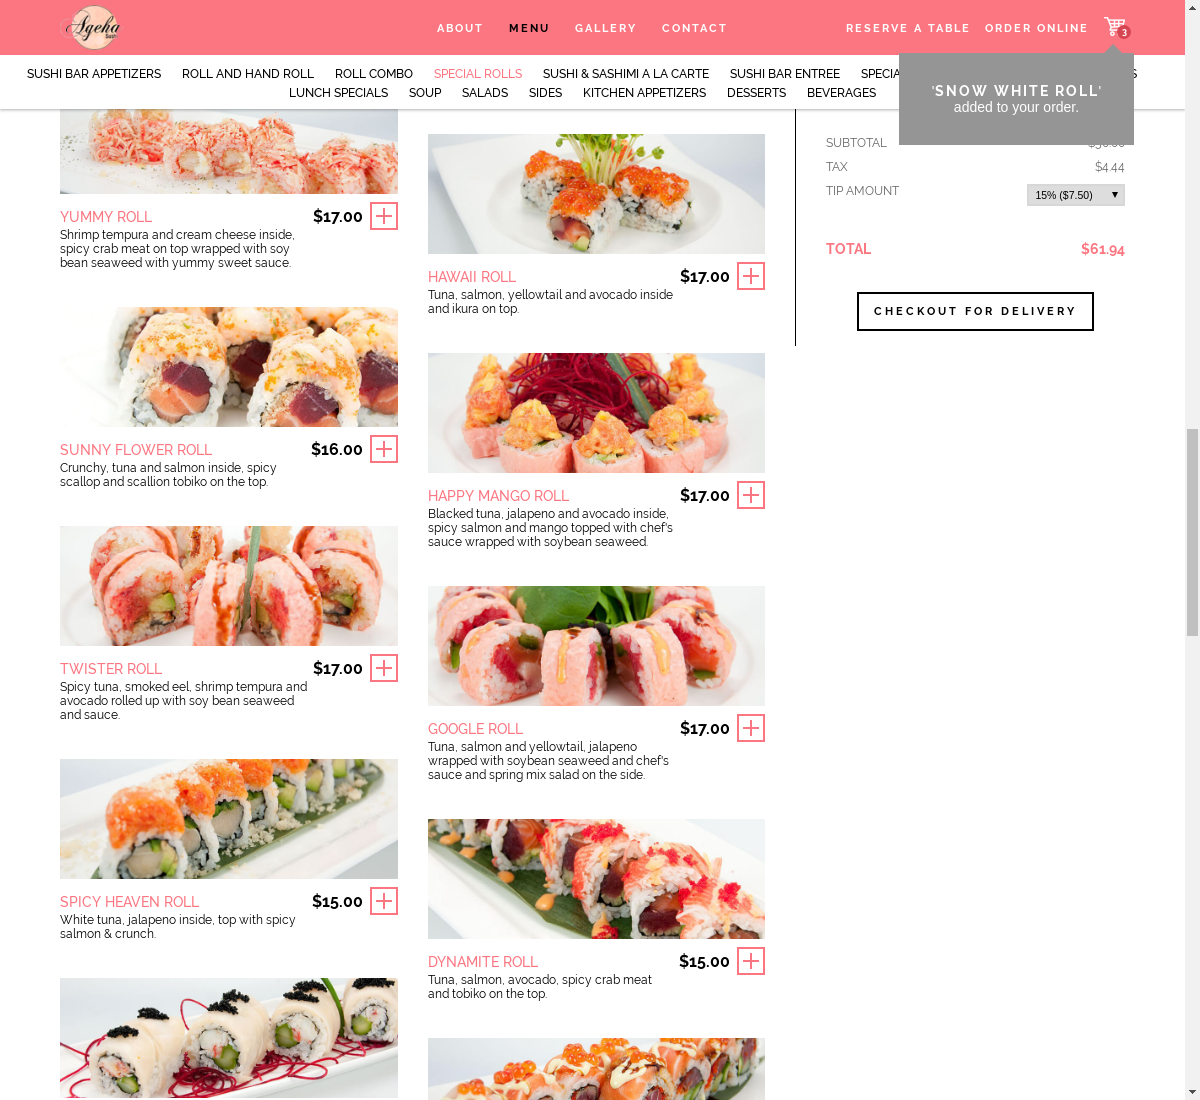 Ageha
ABOUT
MENU
GALLERY
CONTACT
RESERVE A TABLE
ORDER ONLINE
3
SUSHI BAR APPETIZERS
ROLL AND HAND ROLL
ROLL COMBO
SPECIAL ROLLS
SUSHI & SASHIMI A LA CARTE
SUSHI BAR ENTREE
LUNCH SPECIALS
SOUP
SALADS
SIDES
KITCHEN APPETIZERS
DESSERTS
BEVERAGES
'SNOW WHITE ROLL'
added to your order.
YUMMY ROLL
$17.00
Shrimp tempura and cream cheese inside,
spicy crab meat on top wrapped with soy
bean seaweed with yummy sweet sauce.
SUNNY FLOWER ROLL
$16.00
Crunchy, tuna and salmon inside, spicy
scallop and scallion tobiko on the top.
TWISTER ROLL
$17.00
Spicy tuna, smoked eel, shrimp tempura and
avocado rolled up with soy bean seaweed
and sauce.
SPICY HEAVEN ROLL
$15.00
White tuna, jalapeno inside, top with spicy
salmon & crunch.
HAWAII ROLL
$17.00
Tuna, salmon, yellowtail and avocado inside
and ikura on top.
HAPPY MANGO ROLL
$17.00
Blacked tuna, jalapeno and avocado inside,
spicy salmon and mango topped with chef's
sauce wrapped with soybean seaweed.
GOOGLE ROLL
$17.00
Tuna, salmon and yellowtail, jalapeno
wrapped with soybean seaweed and chef's
sauce and spring mix salad on the side.
DYNAMITE ROLL
$15.00
Tuna, salmon, avocado, spicy crab meat
and tobiko on the top.
SUBTOTAL
TAX
$4.44
TIP AMOUNT
15% ($7.50)
TOTAL
$61.94
CHECKOUT FOR DELIVERY